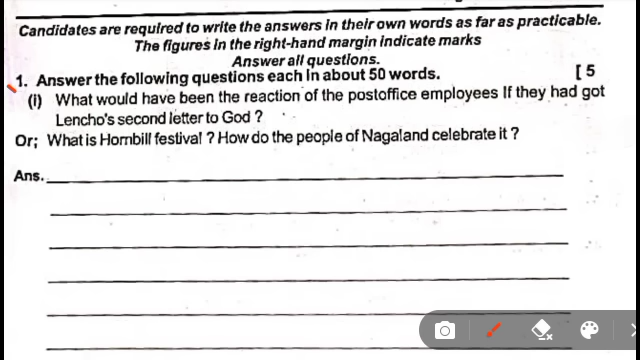 Candidates are required to write the answers in their own words as far as practicable.
The figures in the right-hand margin indicate marks
Answer all questions.
1. Answer the following questions each in about 50 words. [ 5
(i) What would have been the reaction of the postoffice employees If they had got
Lencho's second letter to God ?
Or; What is Hornbill festival ? How do the people of Nagaland celebrate it ?
Ans.